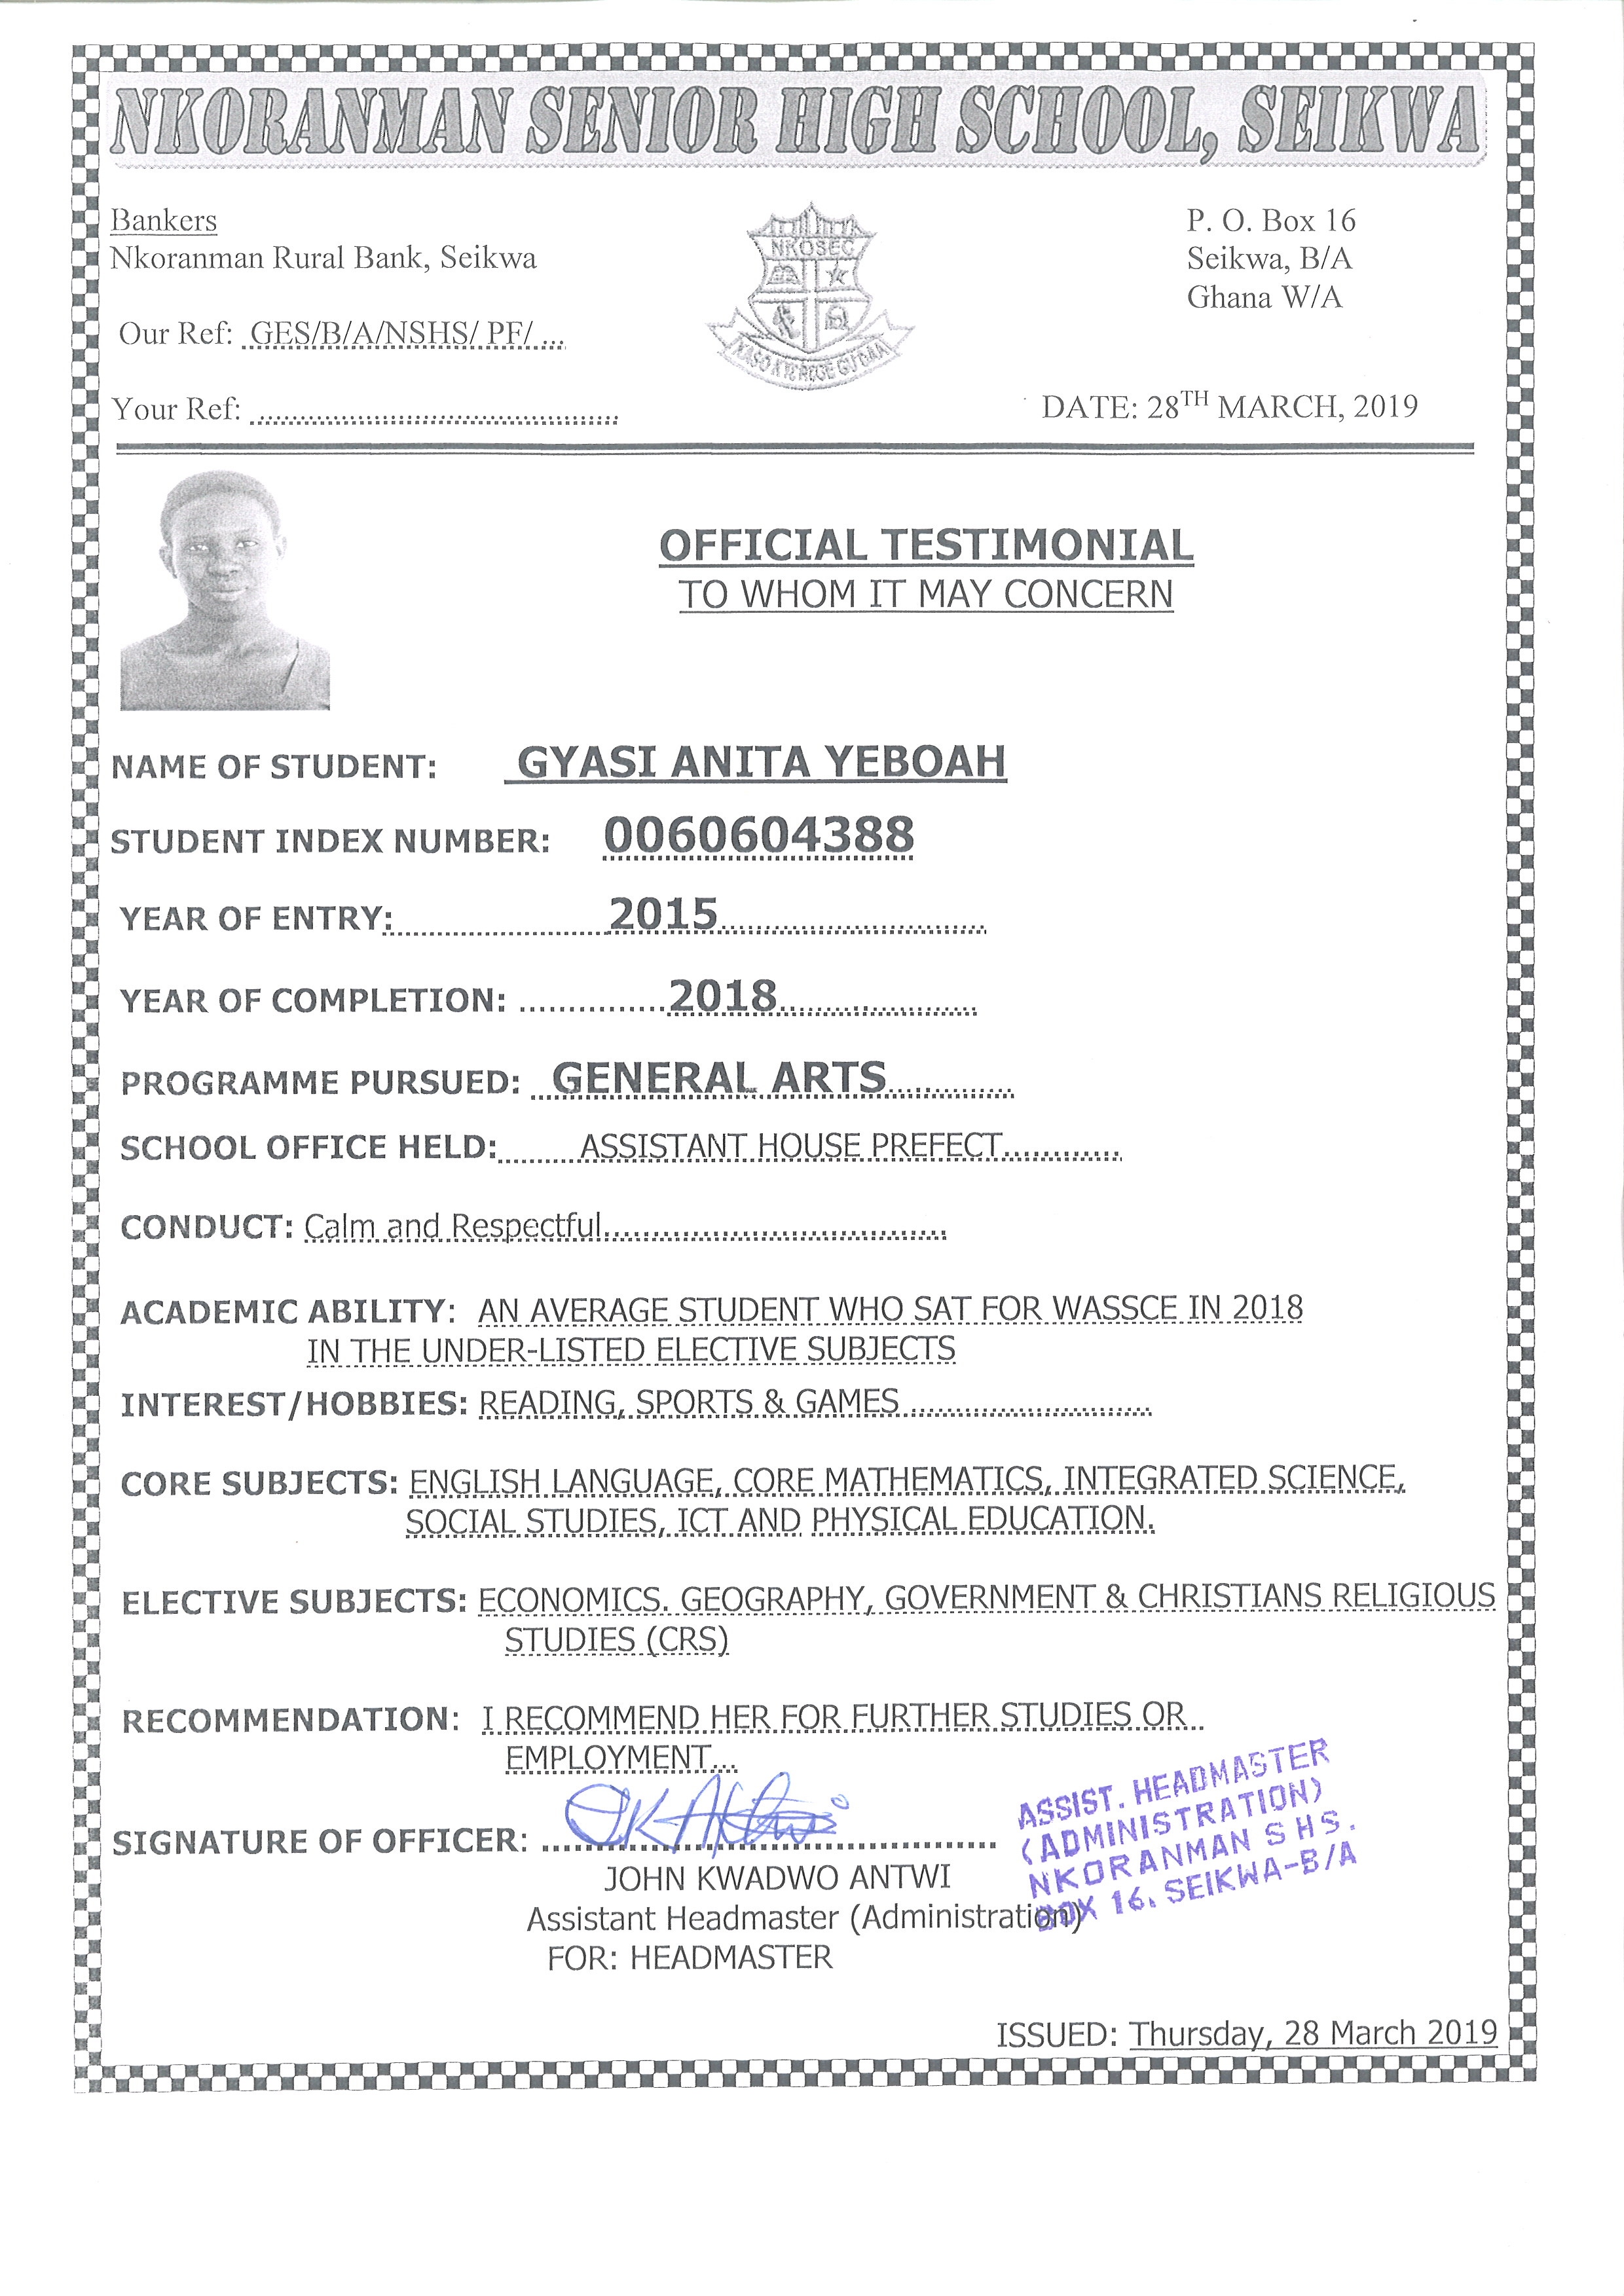 NKORANMAN SENIOR HIGH SCHOOL, SEIKWA
Bankers
Nkoranman Rural Bank, Seikwa
Our Ref: GES/B/A/NSHS/ PF/ ...
Your Ref: ..........................................
NKOSEC
P. O. Box 16
Seikwa, B/A
Ghana W/A
DATE: 28TH MARCH, 2019
OFFICIAL TESTIMONIAL
TO WHOM IT MAY CONCERN
NAME OF STUDENT: GYASI ANITA YEBOAH
STUDENT INDEX NUMBER: 0060604388
YEAR OF ENTRY:........................2015..............................
YEAR OF COMPLETION: ...............2018.......................
PROGRAMME PURSUED: ..GENERAL ARTS..............
SCHOOL OFFICE HELD:.........ASSISTANT HOUSE PREFECT.............
CONDUCT: Calm and Respectful.......................................
ACADEMIC ABILITY: AN AVERAGE STUDENT WHO SAT FOR WASSCE IN 2018
IN THE UNDER-LISTED ELECTIVE SUBJECTS
INTEREST/HOBBIES: READING, SPORTS & GAMES ............................
CORE SUBJECTS: ENGLISH LANGUAGE, CORE MATHEMATICS, INTEGRATED SCIENCE,
SOCIAL STUDIES, ICT AND PHYSICAL EDUCATION.
ELECTIVE SUBJECTS: ECONOMICS. GEOGRAPHY, GOVERNMENT & CHRISTIANS RELIGIOUS
STUDIES (CRS)
RECOMMENDATION: I RECOMMEND HER FOR FURTHER STUDIES OR..
EMPLOYMENT...
SIGNATURE OF OFFICER: ....................................................
JOHN KWADWO ANTWI
Assistant Headmaster (Administration)
FOR: HEADMASTER
ASSIST. HEADMASTER
(ADMINISTRATION)
NKORANMAN SHS.
BOX 16, SEIKWA-B/A
ISSUED: Thursday, 28 March 2019